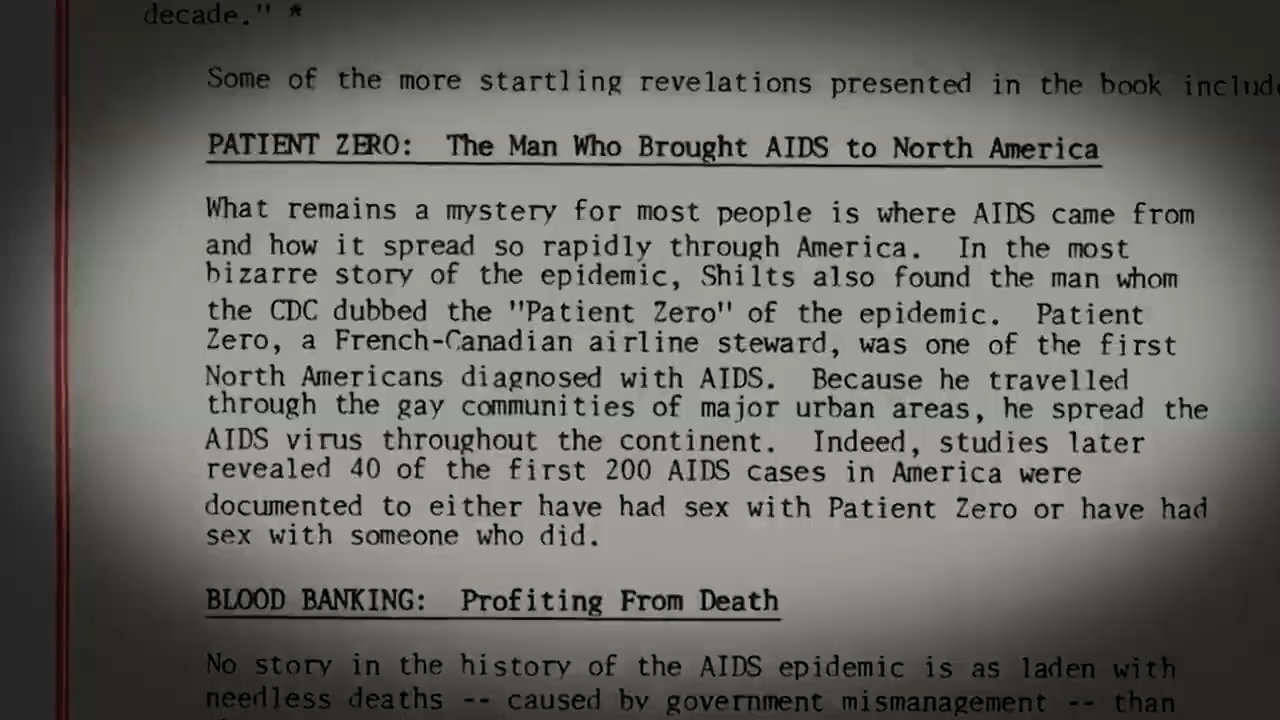 decade." *
Some of the more startling revelations presented in the book
PATIENT ZERO: The Man Who Brought AIDS to North America
What remains a mystery for most people is where AIDS came from
and how it spread so rapidly through America. In the most
bizarre story of the epidemic, Shilts also found the man whom
the CDC dubbed the "Patient Zero" of the epidemic. Patient
Zero, a French-Canadian airline steward, was one of the first
North Americans diagnosed with AIDS. Because he travelled
through the gay communities of major urban areas, he spread the
AIDS virus throughout the continent. Indeed, studies later
revealed 40 of the first 200 AIDS cases in America were
documented to either have had sex with Patient Zero or have had
sex with someone who did.
BLOOD BANKING: Profiting From Death
No story in the history of the AIDS epidemic is as laden with
needless deaths -- caused by government mismanagement -- than